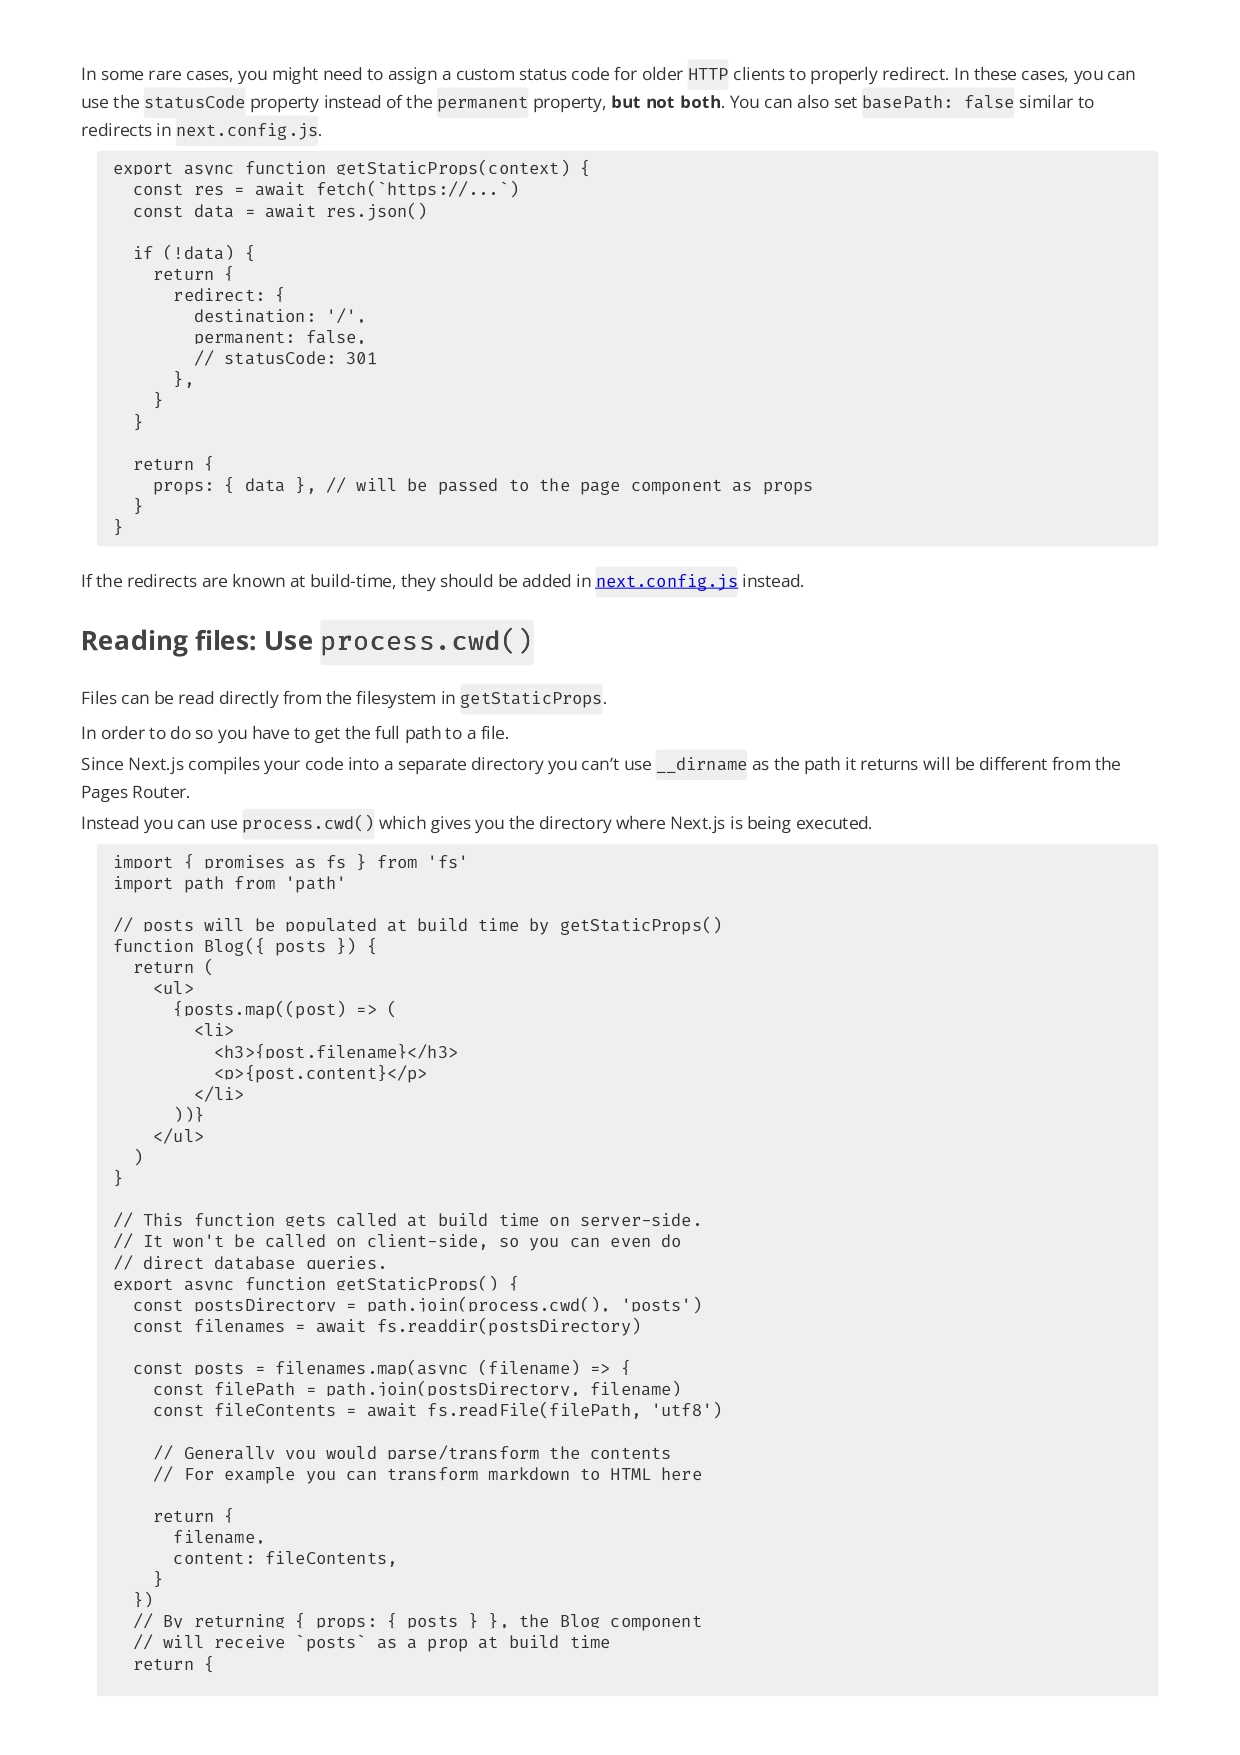 In some rare cases, you might need to assign a custom status code for older HTTP clients to properly redirect. In these cases, you can
use the statusCode property instead of the permanent property, but not both. You can also set basePath: false similar to
redirects in next.config.js.
export async function getStaticProps(context) {
  const res = await fetch(`https://...`)
  const data = await res.json()

  if (!data) {
    return {
      redirect: {
        destination: '/',
        permanent: false,
        // statusCode: 301
      },
    }
  }

  return {
    props: { data }, // will be passed to the page component as props
  }
}
If the redirects are known at build-time, they should be added in next.config.js instead.
Reading files: Use process.cwd()
Files can be read directly from the filesystem in getStaticProps.
In order to do so you have to get the full path to a file.
Since Next.js compiles your code into a separate directory you can’t use __dirname as the path it returns will be different from the
Pages Router.
Instead you can use process.cwd() which gives you the directory where Next.js is being executed.
import { promises as fs } from 'fs'
import path from 'path'

// posts will be populated at build time by getStaticProps()
function Blog({ posts }) {
  return (
    <ul>
      {posts.map((post) => (
        <li>
          <h3>{post.filename}</h3>
          <p>{post.content}</p>
        </li>
      ))}
    </ul>
  )
}

// This function gets called at build time on server-side.
// It won't be called on client-side, so you can even do
// direct database queries.
export async function getStaticProps() {
  const postsDirectory = path.join(process.cwd(), 'posts')
  const filenames = await fs.readdir(postsDirectory)

  const posts = filenames.map(async (filename) => {
    const filePath = path.join(postsDirectory, filename)
    const fileContents = await fs.readFile(filePath, 'utf8')

    // Generally you would parse/transform the contents
    // For example you can transform markdown to HTML here

    return {
      filename,
      content: fileContents,
    }
  })
  // By returning { props: { posts } }, the Blog component
  // will receive `posts` as a prop at build time
  return {